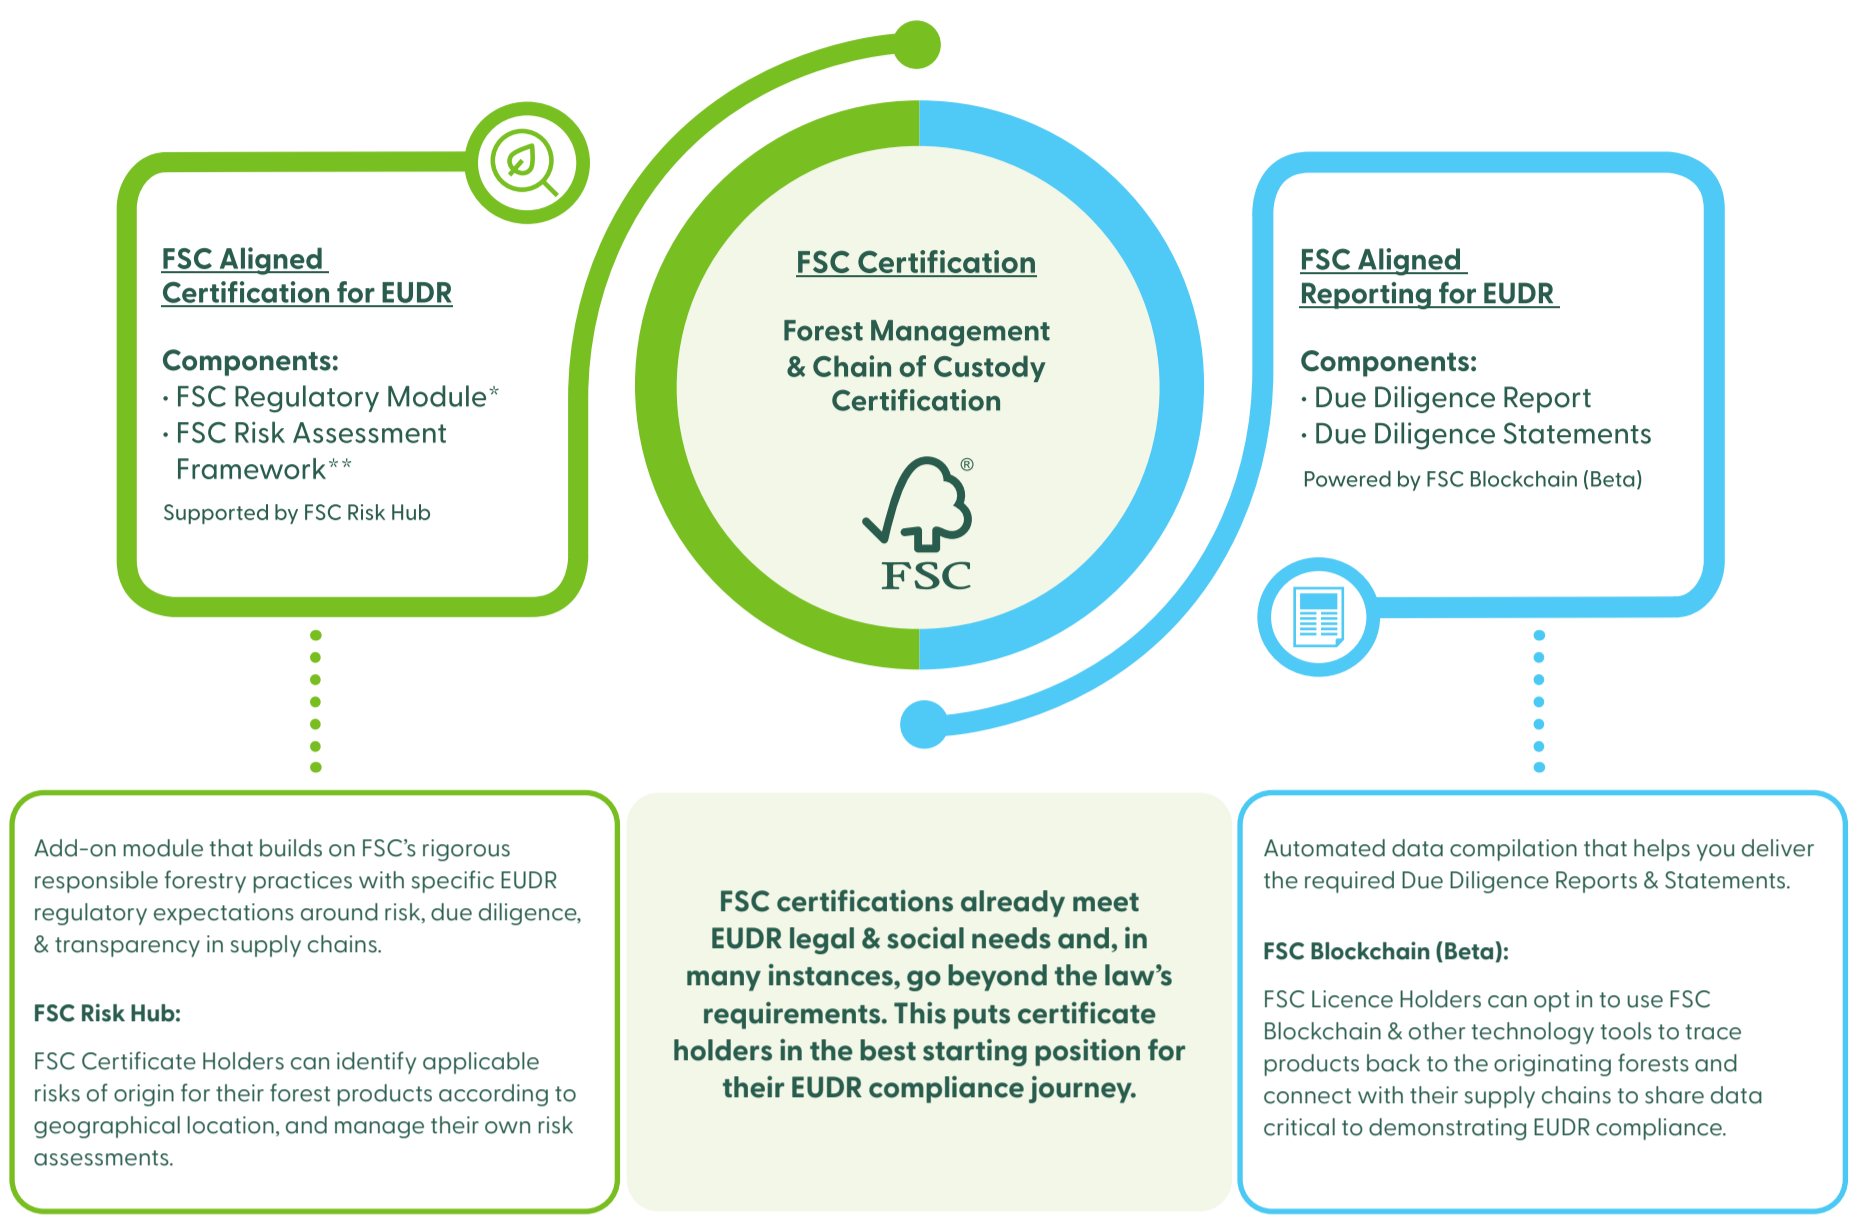 FSC Aligned
Certification for EUDR
Components:
· FSC Regulatory Module*
· FSC Risk Assessment
Framework**
Supported by FSC Risk Hub
FSC Certification
Forest Management
& Chain of Custody
Certification
®
FSC
FSC Aligned
Reporting for EUDR
Components:
· Due Diligence Report
· Due Diligence Statements
Powered by FSC Blockchain (Beta)
Add-on module that builds on FSC's rigorous
responsible forestry practices with specific EUDR
regulatory expectations around risk, due diligence,
& transparency in supply chains.
FSC Risk Hub:
FSC Certificate Holders can identify applicable
risks of origin for their forest products according to
geographical location, and manage their own risk
assessments.
FSC certifications already meet
EUDR legal & social needs and, in
many instances, go beyond the law's
requirements. This puts certificate
holders in the best starting position for
their EUDR compliance journey.
Automated data compilation that helps you deliver
the required Due Diligence Reports & Statements.
FSC Blockchain (Beta):
FSC Licence Holders can opt in to use FSC
Blockchain & other technology tools to trace
products back to the originating forests and
connect with their supply chains to share data
critical to demonstrating EUDR compliance.